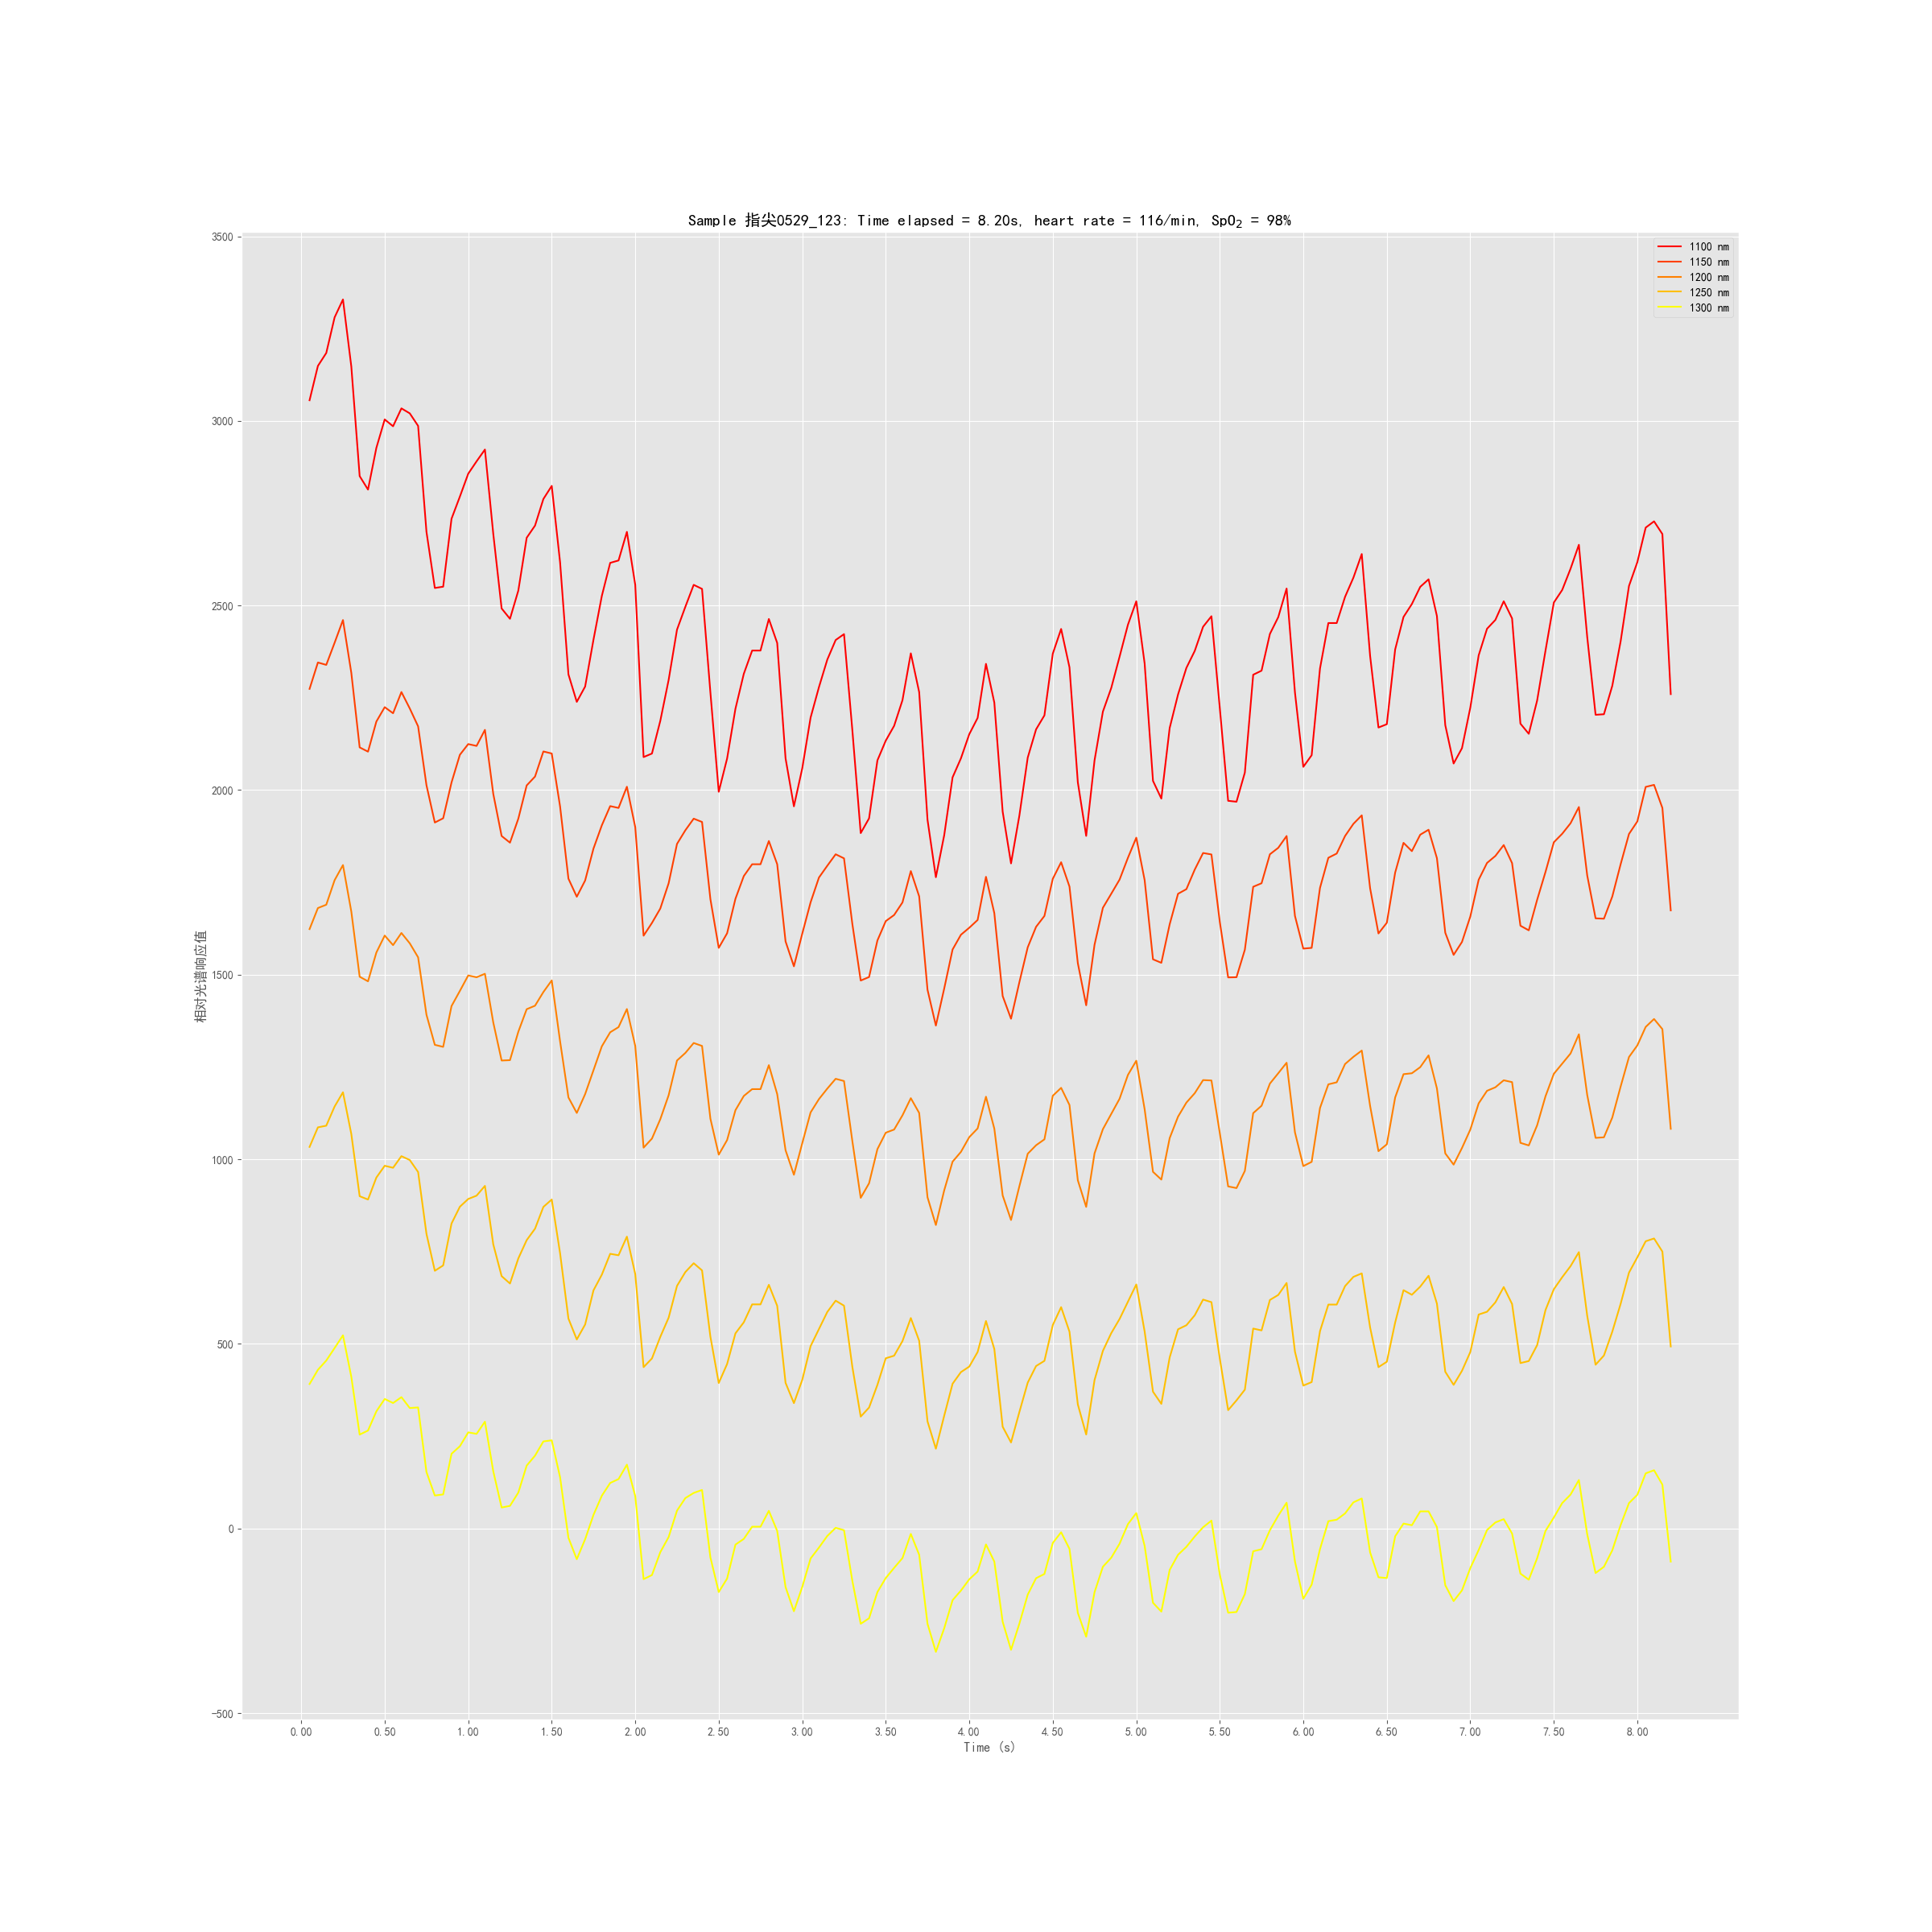 Sample 指尖0529_123: Time elapsed = 8.20s, heart rate = 116/min, SpO2 = 98%
3500
3000
2500
2000
1500
1000
500
0
−500
相对光谱响应值
1100 nm
1150 nm
1200 nm
1250 nm
1300 nm
0.00 0.50 1.00 1.50 2.00 2.50 3.00 3.50 4.00 4.50 5.00 5.50 6.00 6.50 7.00 7.50 8.00
Time (s)